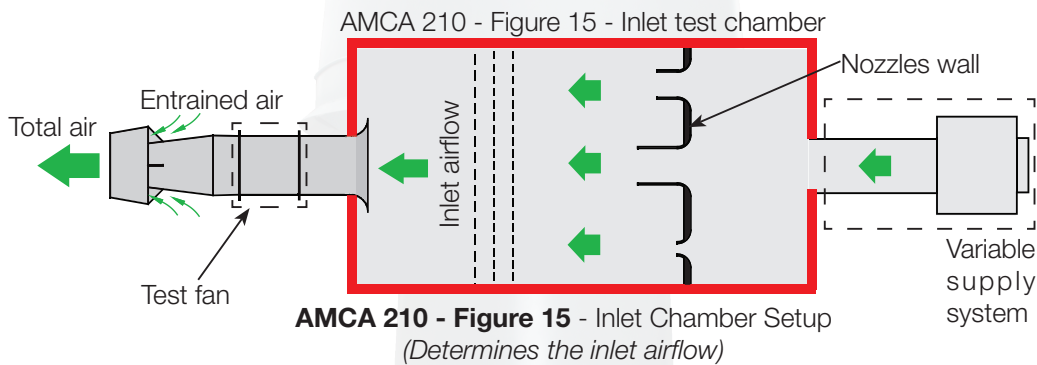 AMCA 210 - Figure 15 - Inlet test chamber
Nozzles wall
Entrained air
Total air
Inlet airflow
Test fan
Variable
supply
system
AMCA 210 - Figure 15 - Inlet Chamber Setup
(Determines the inlet airflow)